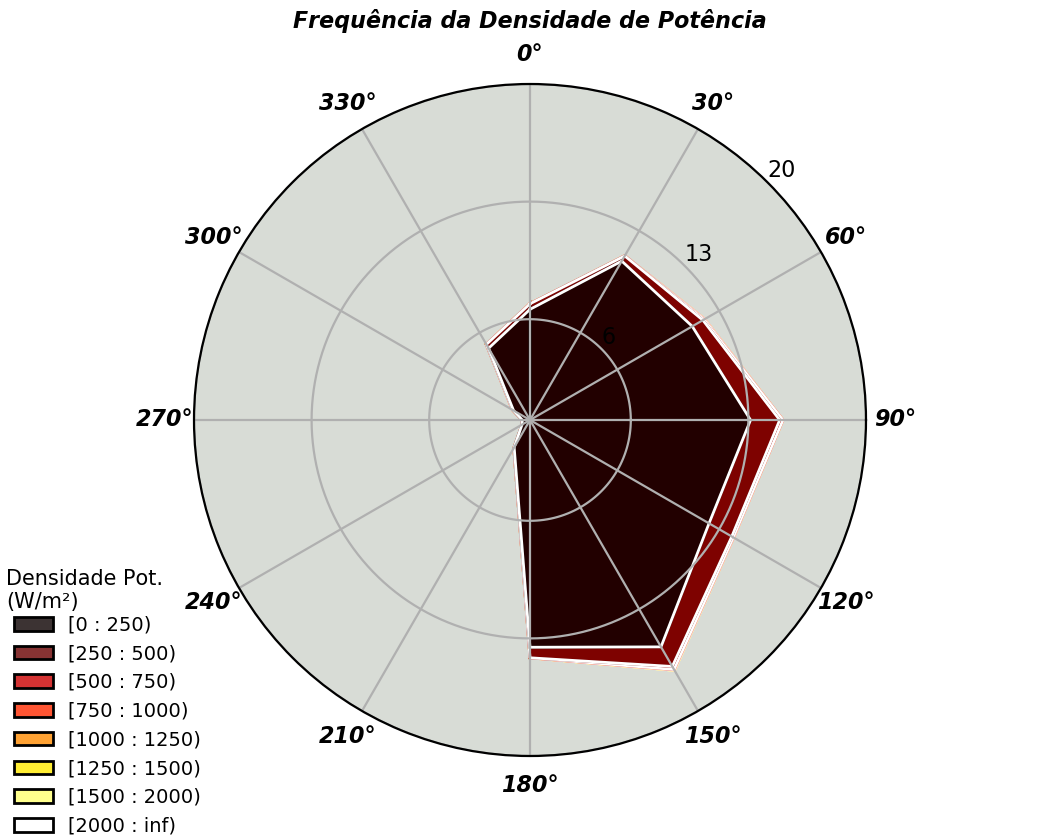 Frequência da Densidade de Potência
0°
330°
30°
20
300°
60°
13
6
270°
90°
Densidade Pot.
(W/m²)
240°
120°
[0 : 250)
[250 : 500)
[500 : 750)
[750 : 1000)
210°
150°
[1000 : 1250)
[1250 : 1500)
180°
[1500 : 2000)
[2000 : inf)